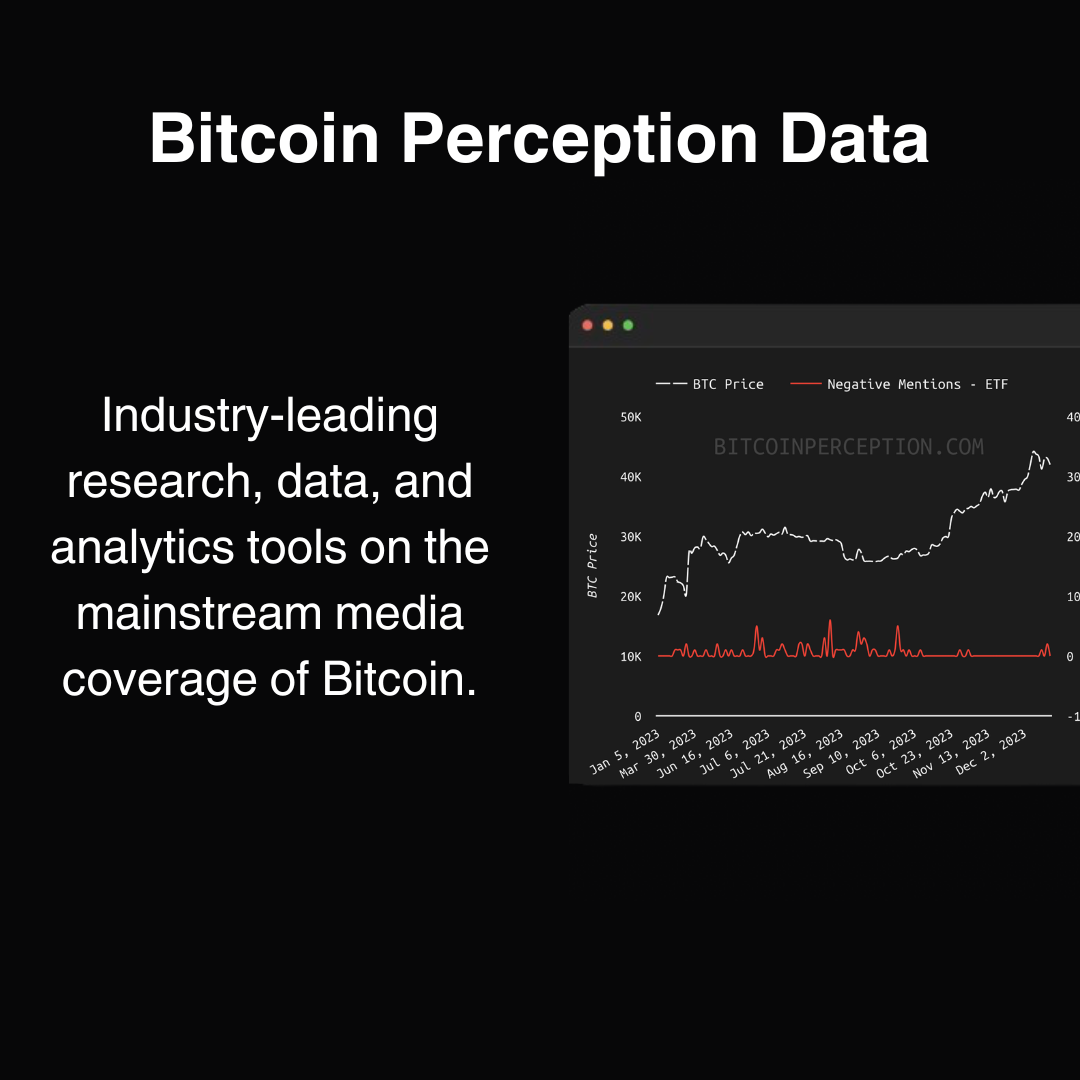 Bitcoin Perception Data
Industry-leading
research, data, and
analytics tools on the
mainstream media
coverage of Bitcoin.
BTC Price
Negative Mentions - ETF
BITCOINPERCEPTION.COM
BTC Price
50K
40K
30K
20K
10K
0
40
30
20
10
0
-1
Jan 5, 2023
Mar 30, 2023
Jun 16, 2023
Jul 6, 2023
Jul 21, 2023
Aug 16, 2023
Sep 10, 2023
Oct 6, 2023
Oct 23, 2023
Nov 13, 2023
Dec 2, 2023